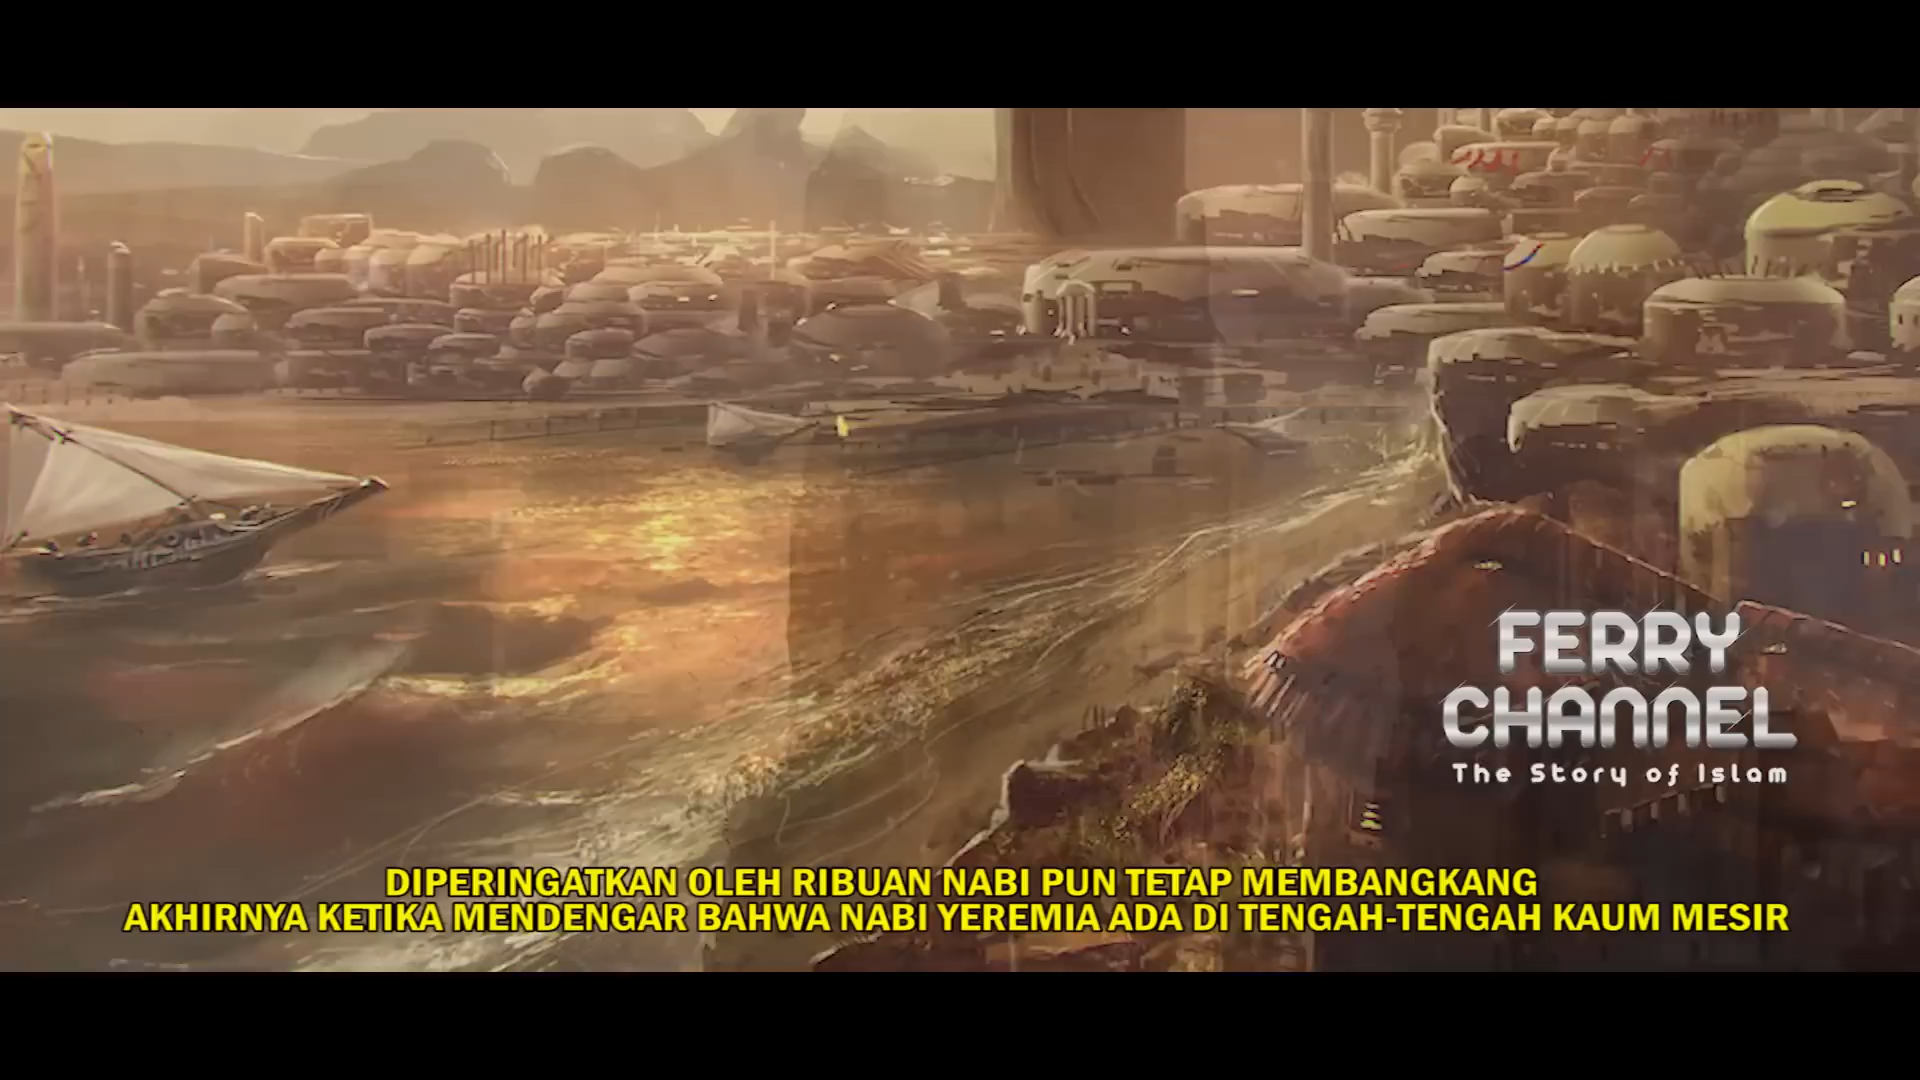 FERRY
CHANNEL
The Story of Islam
DIPERINGATKAN OLEH RIBUAN NABI PUN TETAP MEMBANGKANG
AKHIRNYA KETIKA MENDENGAR BAHWA NABI YEREMIA ADA DI TENGAH-TENGAH KAUM MESIR